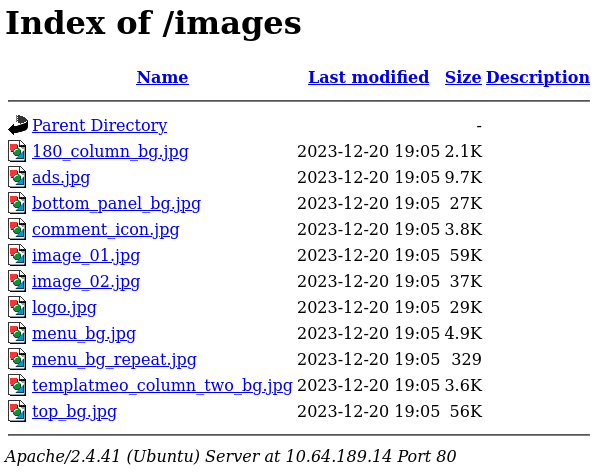 Index of /images
Name Last modified Size Description
Parent Directory -
180_column_bg.jpg 2023-12-20 19:05 2.1K
ads.jpg 2023-12-20 19:05 9.7K
bottom_panel_bg.jpg 2023-12-20 19:05 27K
comment_icon.jpg 2023-12-20 19:05 3.8K
image_01.jpg 2023-12-20 19:05 59K
image_02.jpg 2023-12-20 19:05 37K
logo.jpg 2023-12-20 19:05 29K
menu_bg.jpg 2023-12-20 19:05 4.9K
menu_bg_repeat.jpg 2023-12-20 19:05 329
templatmeo_column_two_bg.jpg 2023-12-20 19:05 3.6K
top_bg.jpg 2023-12-20 19:05 56K
Apache/2.4.41 (Ubuntu) Server at 10.64.189.14 Port 80